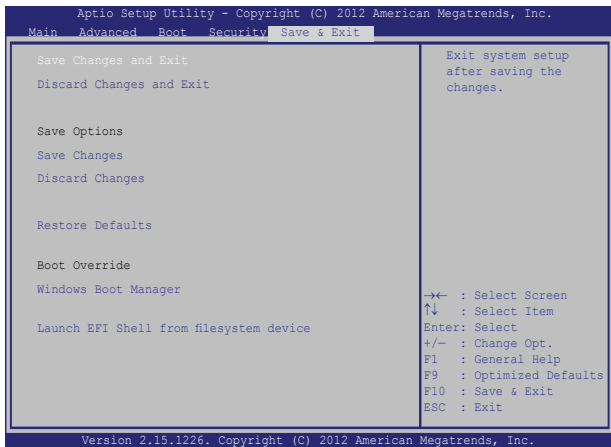 Aptio Setup Utility - Copyright (C) 2012 American Megatrends, Inc.
Main Advanced Boot Security Save & Exit
Save Changes and Exit
Discard Changes and Exit
Save Options
Save Changes
Discard Changes
Restore Defaults
Boot Override
Windows Boot Manager
Launch EFI Shell from filesystem device
Exit system setup
after saving the
changes.
→← : Select Screen
↑↓ : Select Item
Enter: Select
+/— : Change Opt.
F1 : General Help
F9 : Optimized Defaults
F10 : Save & Exit
ESC : Exit
Version 2.15.1226. Copyright (C) 2012 American Megatrends, Inc.